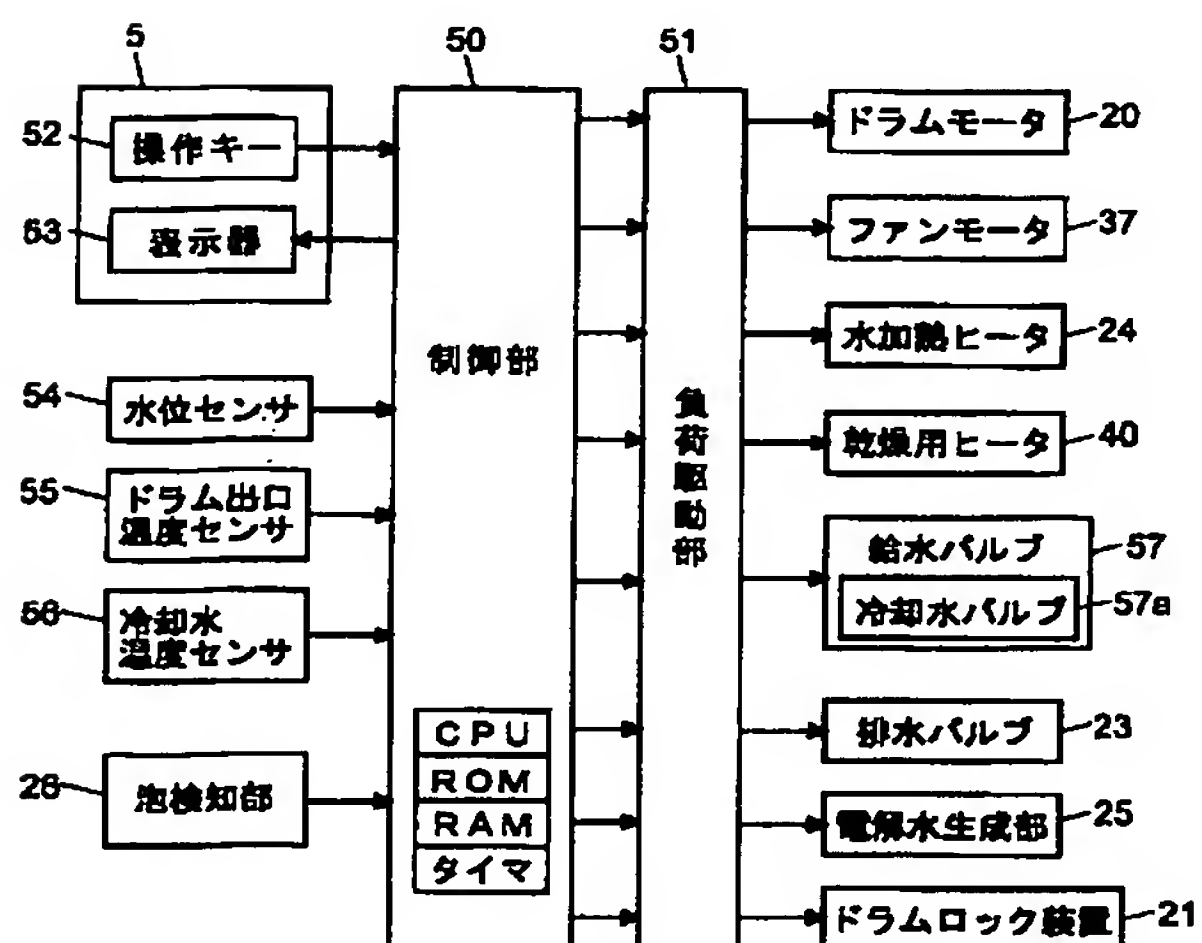 5
50
51
52
操作キー
53
表示器
54
水位センサ
55
ドラム出口
温度センサ
56
冷却水
温度センサ
26
泡検知部
制御部
CPU
ROM
RAM
タイマ
負荷駆動部
ドラムモータ
20
ファンモータ
37
水加熱ヒータ
24
乾燥用ヒータ
40
給水バルブ
57
冷却水バルブ
57a
排水バルブ
23
電解水生成部
25
ドラムロック装置
21